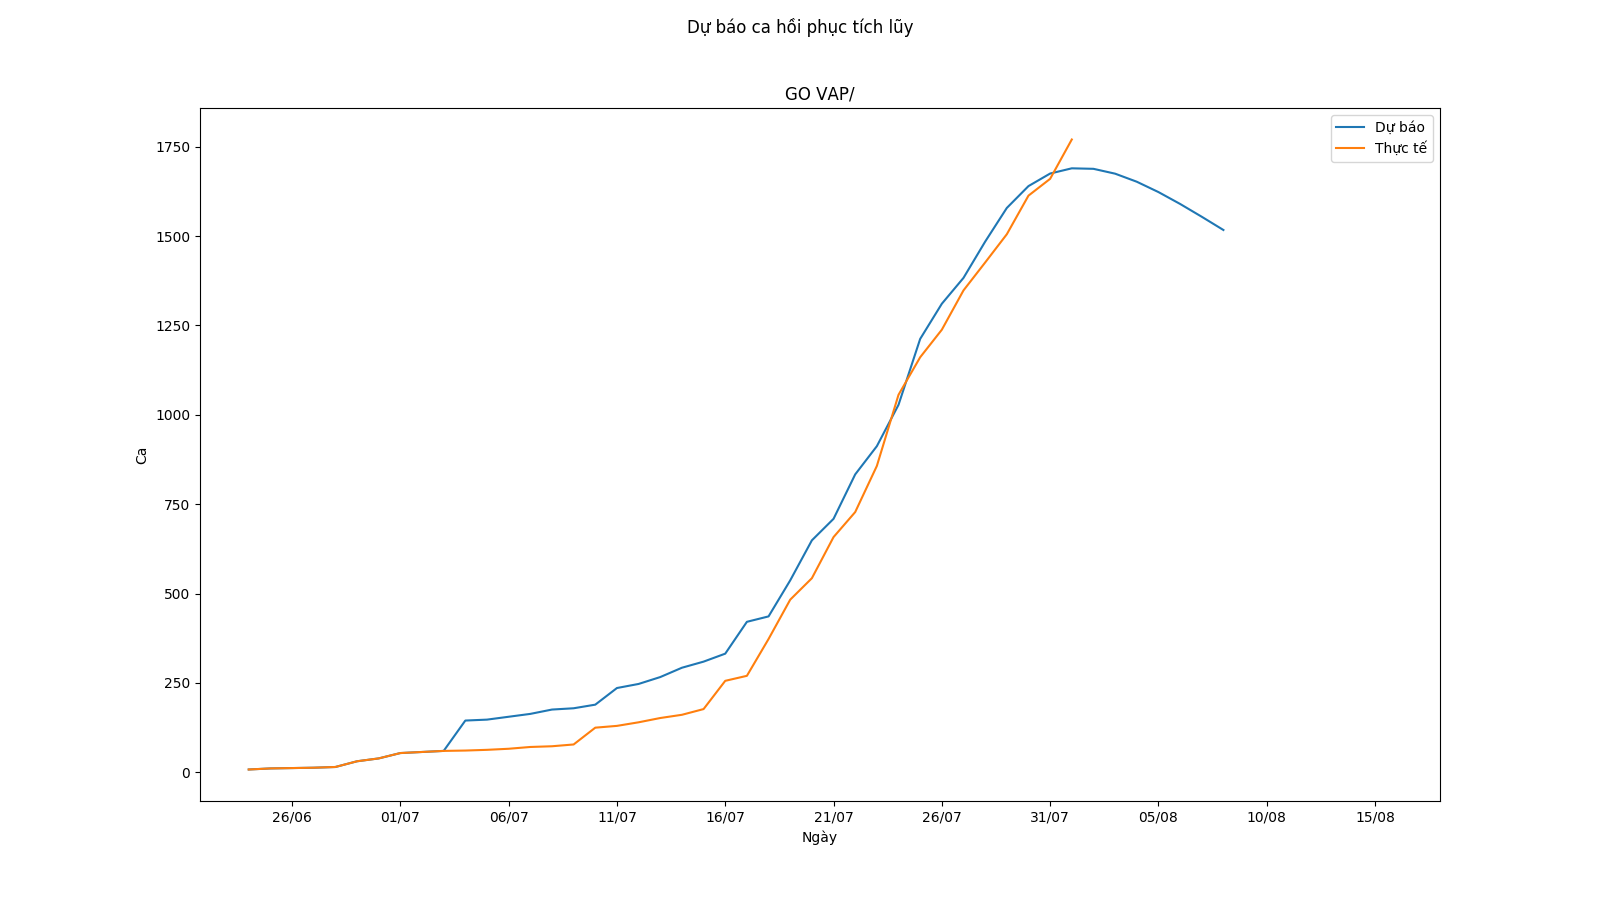 Dự báo ca hồi phục tích lũy
GO VAP/
Dự báo
Thực tế
1750
1500
1250
1000
750
500
250
0
Ca
26/06 01/07 06/07 11/07 16/07 21/07 26/07 31/07 05/08 10/08 15/08
Ngày